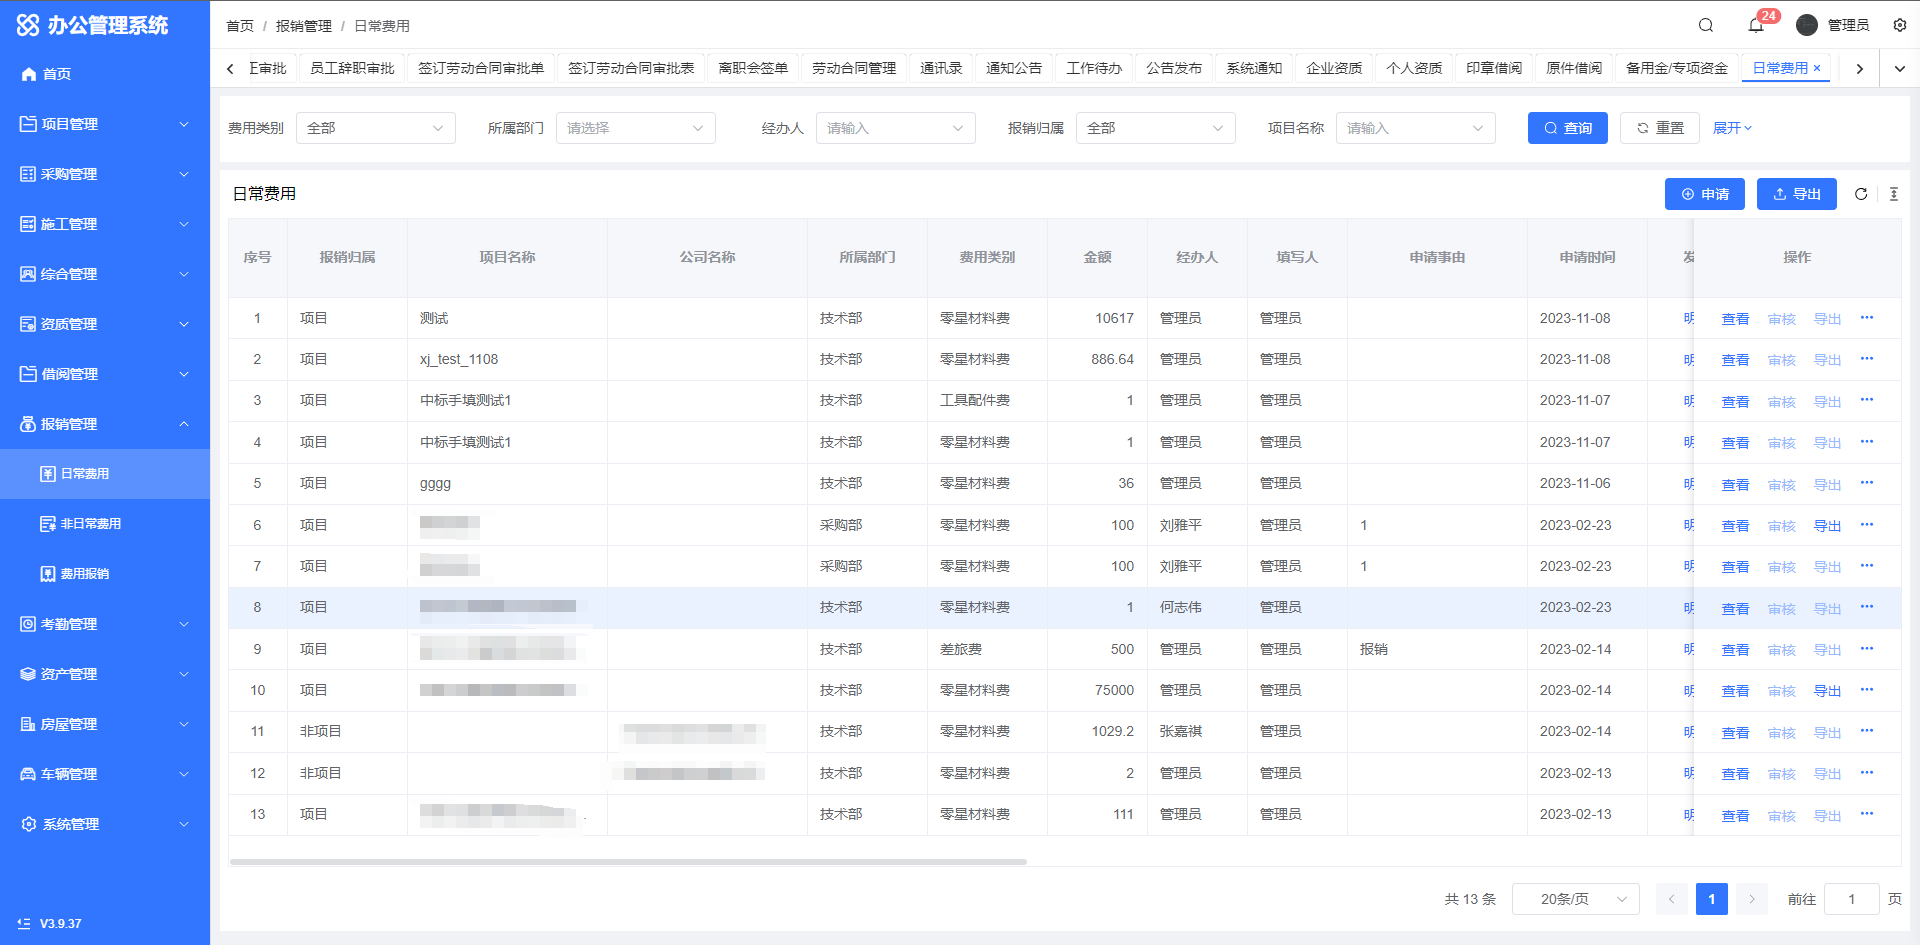 办公管理系统
首页 / 报销管理 / 日常费用
24
管理员
正审批 员工辞职审批 签订劳动合同审批单 签订劳动合同审批表 离职会签单 劳动合同管理 通讯录 通知公告 工作待办 公告发布 系统通知 企业资质 个人资质 印章借阅 原件借阅 备用金/专项资金 日常费用 ×
首页
项目管理
采购管理
施工管理
综合管理
资质管理
借阅管理
报销管理
日常费用
非日常费用
费用报销
考勤管理
资产管理
房屋管理
车辆管理
系统管理
V3.9.37
费用类别 全部 所属部门 请选择 经办人 请输入 报销归属 全部 项目名称 请输入 查询 重置 展开
日常费用 申请 导出
序号 报销归属 项目名称 公司名称 所属部门 费用类别 金额 经办人 填写人 申请事由 申请时间 发 操作
1 项目 测试 技术部 零星材料费 10617 管理员 管理员 2023-11-08 明 查看 审核 导出 ···
2 项目 xj_test_1108 技术部 零星材料费 886.64 管理员 管理员 2023-11-08 明 查看 审核 导出 ···
3 项目 中标手填测试1 技术部 工具配件费 1 管理员 管理员 2023-11-07 明 查看 审核 导出 ···
4 项目 中标手填测试1 技术部 零星材料费 1 管理员 管理员 2023-11-07 明 查看 审核 导出 ···
5 项目 gggg 技术部 零星材料费 36 管理员 管理员 2023-11-06 明 查看 审核 导出 ···
6 项目 采购部 零星材料费 100 刘雅平 管理员 1 2023-02-23 明 查看 审核 导出 ···
7 项目 采购部 零星材料费 100 刘雅平 管理员 1 2023-02-23 明 查看 审核 导出 ···
8 项目 技术部 零星材料费 1 何志伟 管理员 2023-02-23 明 查看 审核 导出 ···
9 项目 技术部 差旅费 500 管理员 管理员 报销 2023-02-14 明 查看 审核 导出 ···
10 项目 技术部 零星材料费 75000 管理员 管理员 2023-02-14 明 查看 审核 导出 ···
11 非项目 技术部 零星材料费 1029.2 张嘉祺 管理员 2023-02-14 明 查看 审核 导出 ···
12 非项目 技术部 零星材料费 2 管理员 管理员 2023-02-13 明 查看 审核 导出 ···
13 项目 技术部 零星材料费 111 管理员 管理员 2023-02-13 明 查看 审核 导出 ···
共 13 条 20条/页 1 前往 1 页